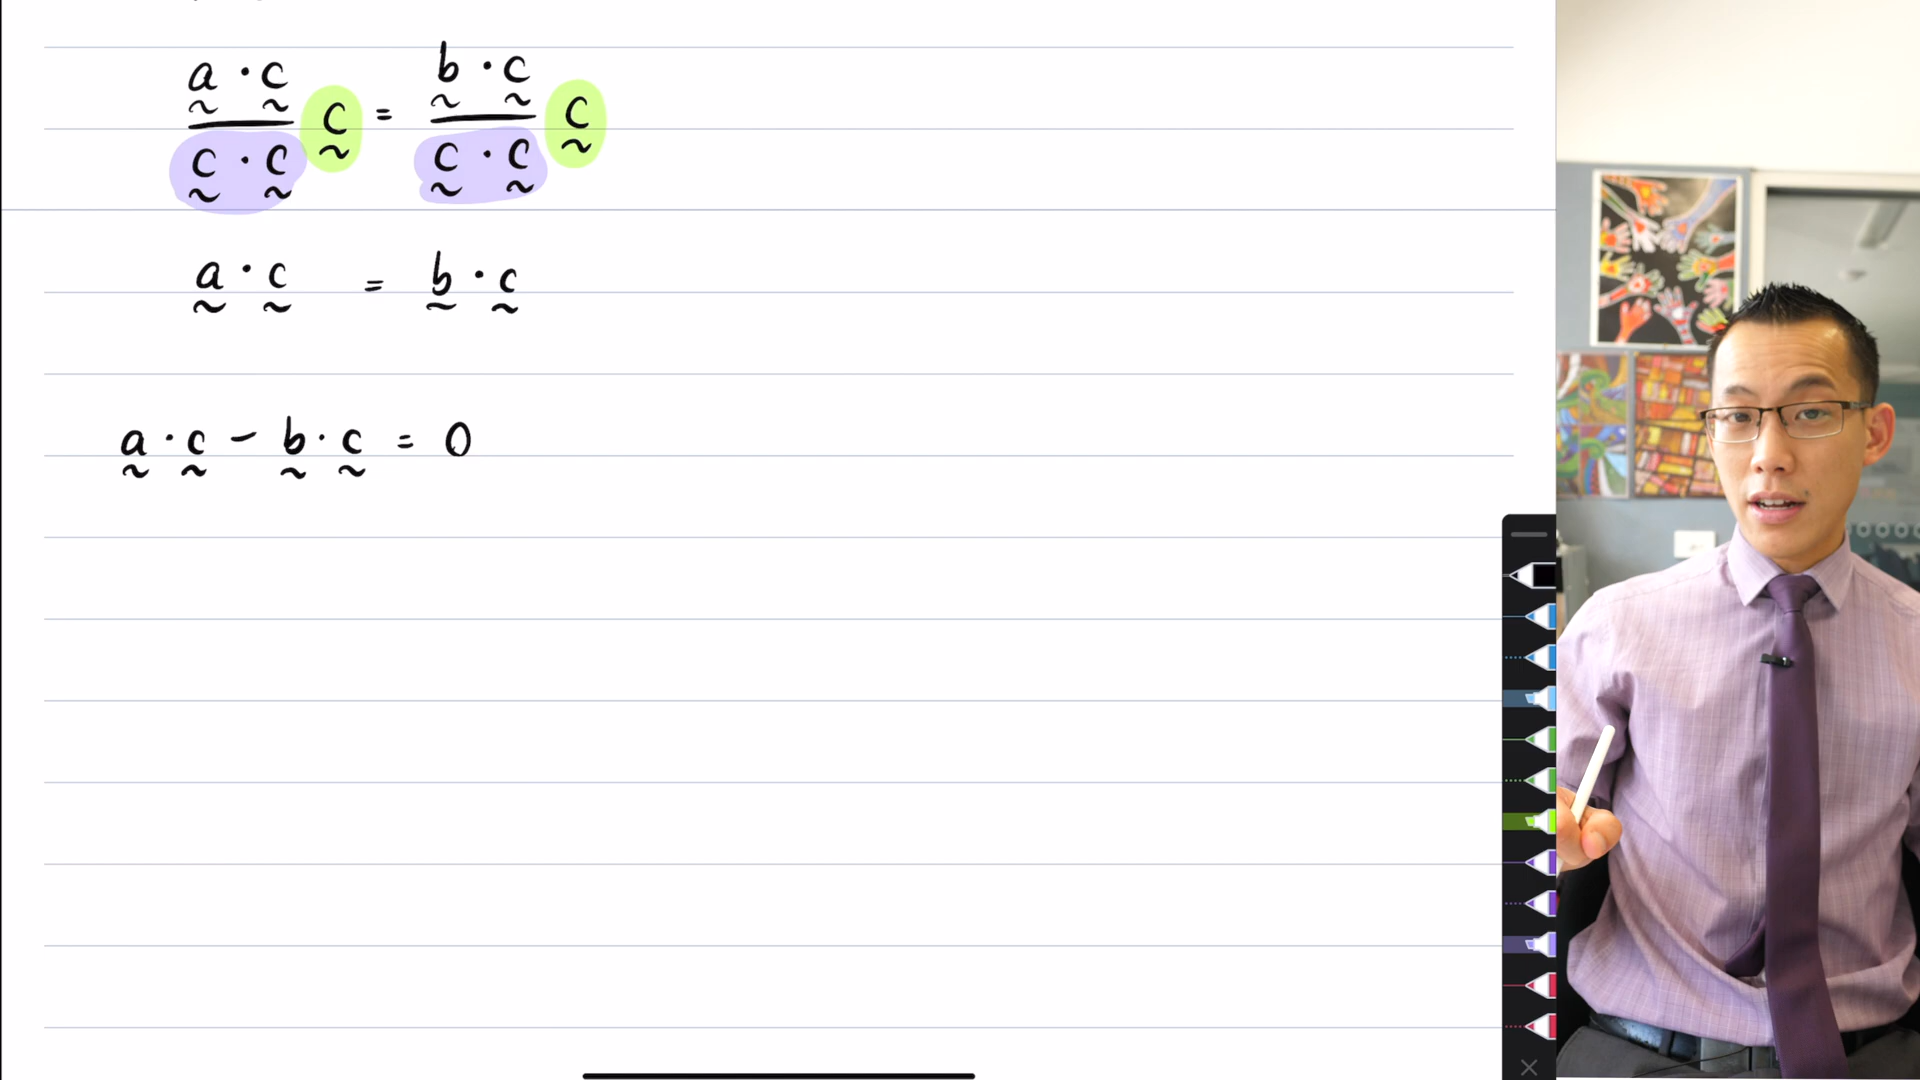 a · c / c · c c = b · c / c · c c
a · c = b · c
a · c – b · c = 0